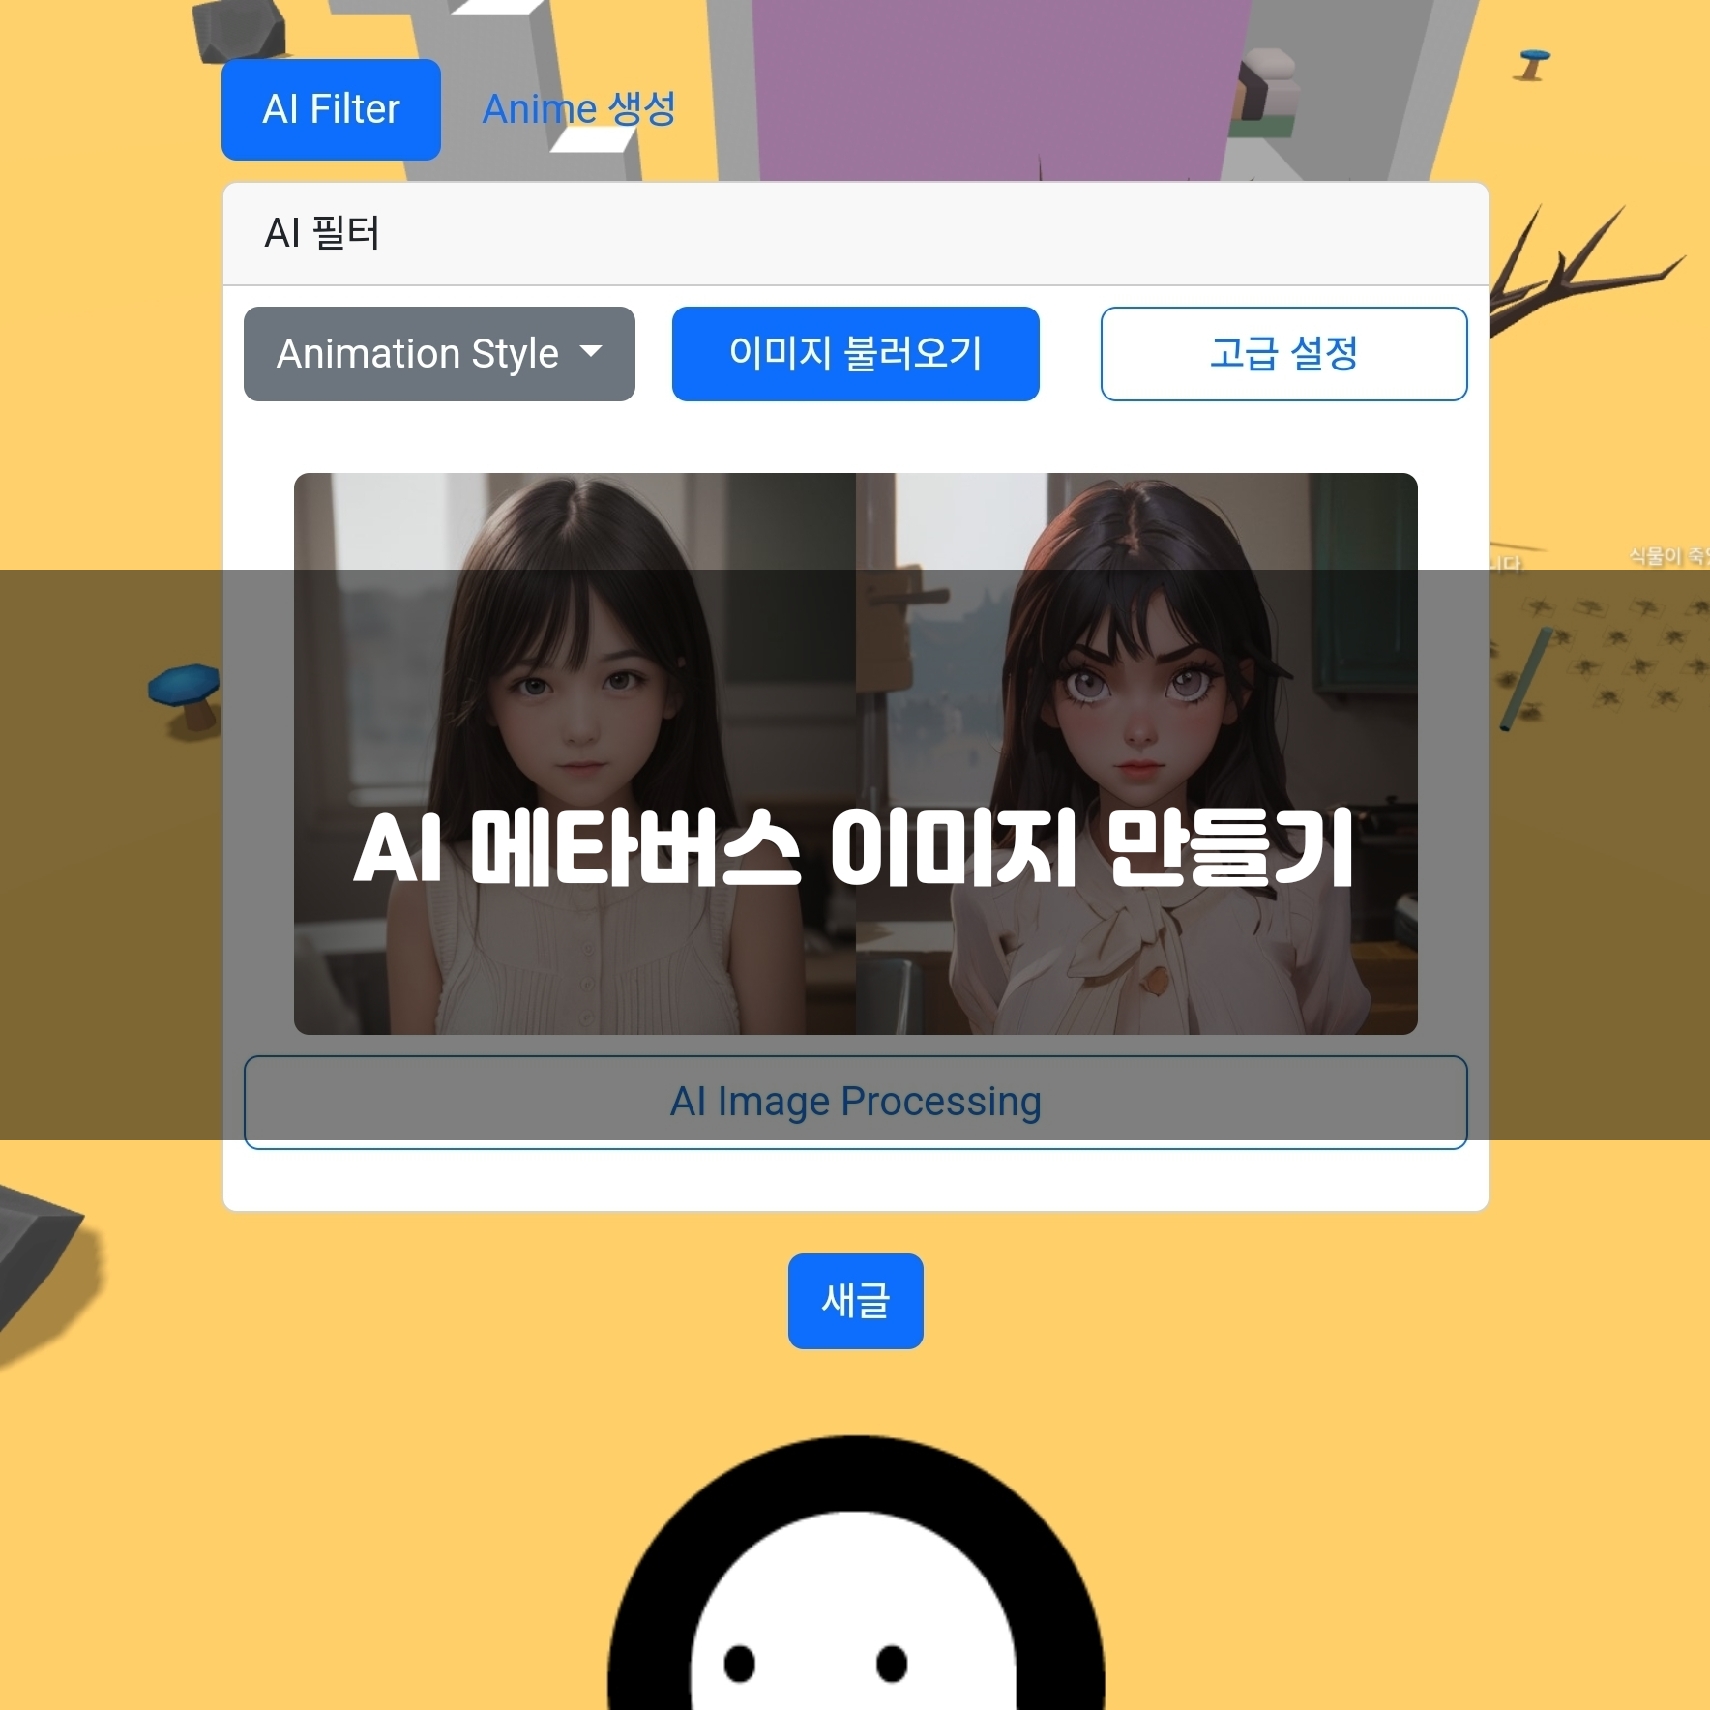 AI Filter
Anime 생성
AI 필터
Animation Style
이미지 불러오기
고급 설정
니다.
식물이 죽
AI 메타버스 이미지 만들기
AI Image Processing
새글